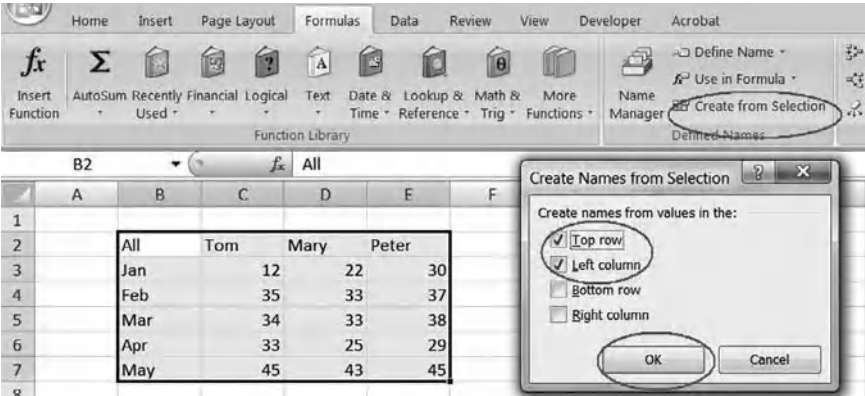 Home Insert Page Layout Formulas Data Review View Developer Acrobat
fx Σ ? A θ
Insert Function
AutoSum
Recently Used
Financial
Logical
Text
Date & Time
Lookup & Reference
Math & Trig
More Functions
Name Manager
Define Name
fx Use in Formula
Create from Selection
Function Library
Defined Names
B2 fx All
A B C D E F
1
2 All Tom Mary Peter
3 Jan 12 22 30
4 Feb 35 33 37
5 Mar 34 33 38
6 Apr 33 25 29
7 May 45 43 45
8
Create Names from Selection ? X
Create names from values in the:
Top row
Left column
Bottom row
Right column
OK Cancel